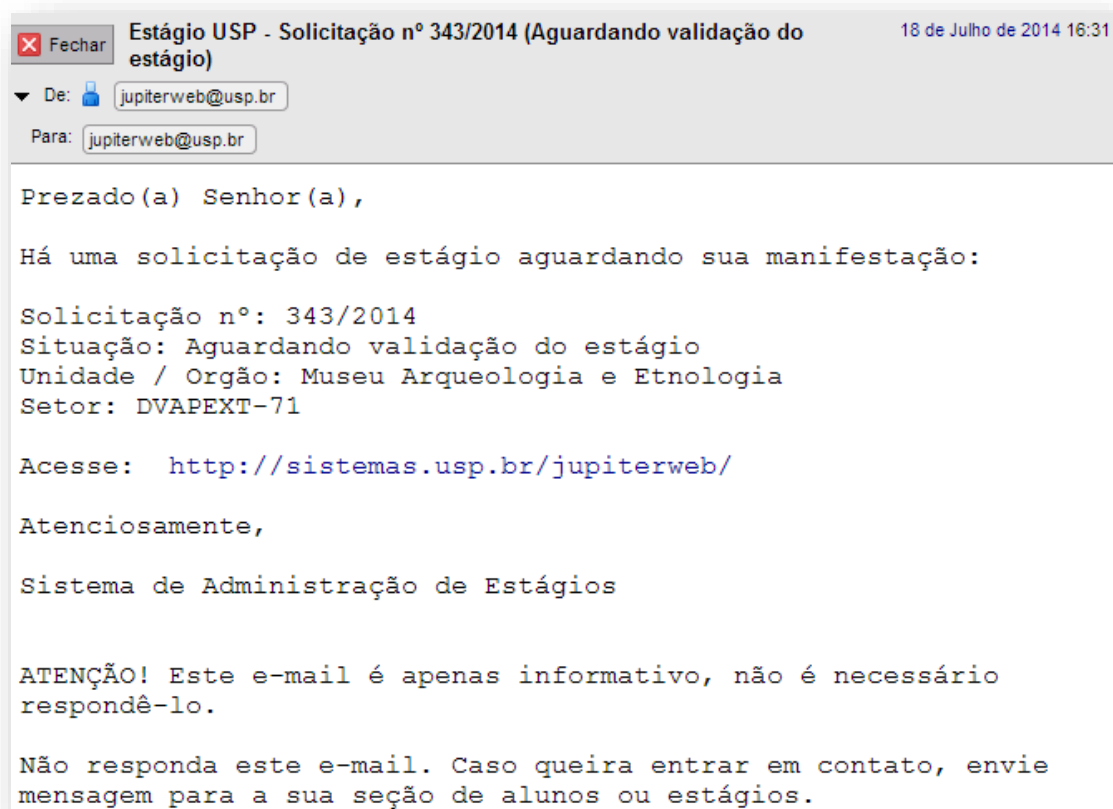 Fechar
Estágio USP - Solicitação nº 343/2014 (Aguardando validação do
estágio)
18 de Julho de 2014 16:31
De: jupiterweb@usp.br
Para: jupiterweb@usp.br
Prezado(a) Senhor(a),
Há uma solicitação de estágio aguardando sua manifestação:
Solicitação nº: 343/2014
Situação: Aguardando validação do estágio
Unidade / Orgão: Museu Arqueologia e Etnologia
Setor: DVAPEXT-71
Acesse: http://sistemas.usp.br/jupiterweb/
Atenciosamente,
Sistema de Administração de Estágios
ATENÇÃO! Este e-mail é apenas informativo, não é necessário
respondê-lo.
Não responda este e-mail. Caso queira entrar em contato, envie
mensagem para a sua seção de alunos ou estágios.